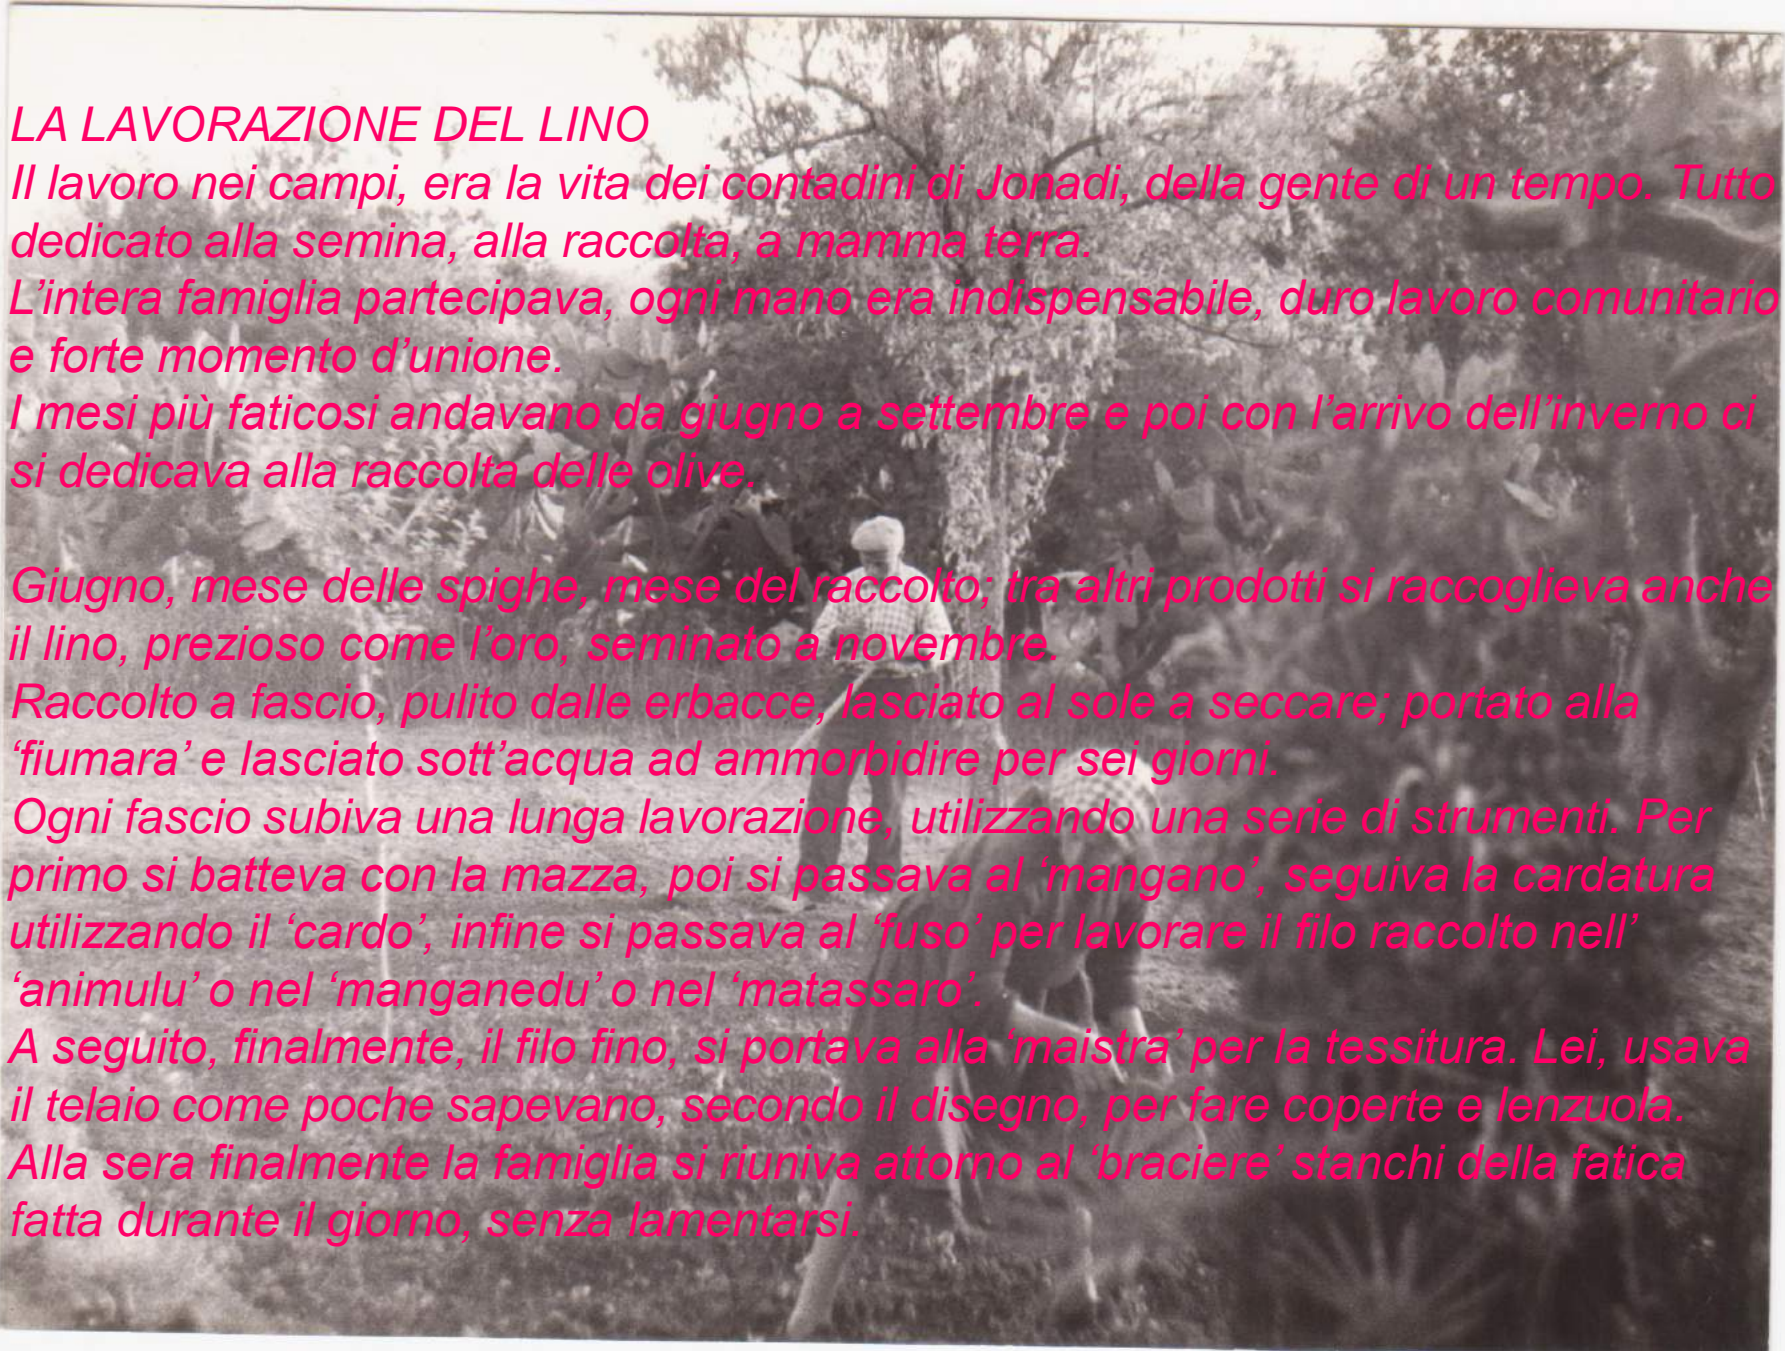 LA LAVORAZIONE DEL LINO
Il lavoro nei campi, era la vita dei contadini di Jonadi, della gente di un tempo. Tutto
dedicato alla semina, alla raccolta, a mamma terra.
L’intera famiglia partecipava, ogni mano era indispensabile, duro lavoro comunitario
e forte momento d’unione.
I mesi più faticosi andavano da giugno a settembre e poi con l’arrivo dell’inverno ci
si dedicava alla raccolta delle olive.
Giugno, mese delle spighe, mese del raccolto; tra altri prodotti si raccoglieva anche
il lino, prezioso come l’oro, seminato a novembre.
Raccolto a fascio, pulito dalle erbacce, lasciato al sole a seccare; portato alla
‘fiumara’ e lasciato sott’acqua ad ammorbidire per sei giorni.
Ogni fascio subiva una lunga lavorazione, utilizzando una serie di strumenti. Per
primo si batteva con la mazza, poi si passava al ‘mangano’, seguiva la cardatura
utilizzando il ‘cardo’, infine si passava al ‘fuso’ per lavorare il filo raccolto nell’
‘animulu’ o nel ‘manganedu’ o nel ‘matassaro’.
A seguito, finalmente, il filo fino, si portava alla ‘maistra’ per la tessitura. Lei, usava
il telaio come poche sapevano, secondo il disegno, per fare coperte e lenzuola.
Alla sera finalmente la famiglia si riuniva attorno al ‘braciere’ stanchi della fatica
fatta durante il giorno, senza lamentarsi.